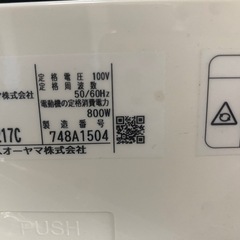 定格電圧 100V
定格周波数
50/60Hz
マ株式会社
電動機の定格消費電力
800W
17C
製造番号 748A1504
スオーヤマ株式会社
PUSH